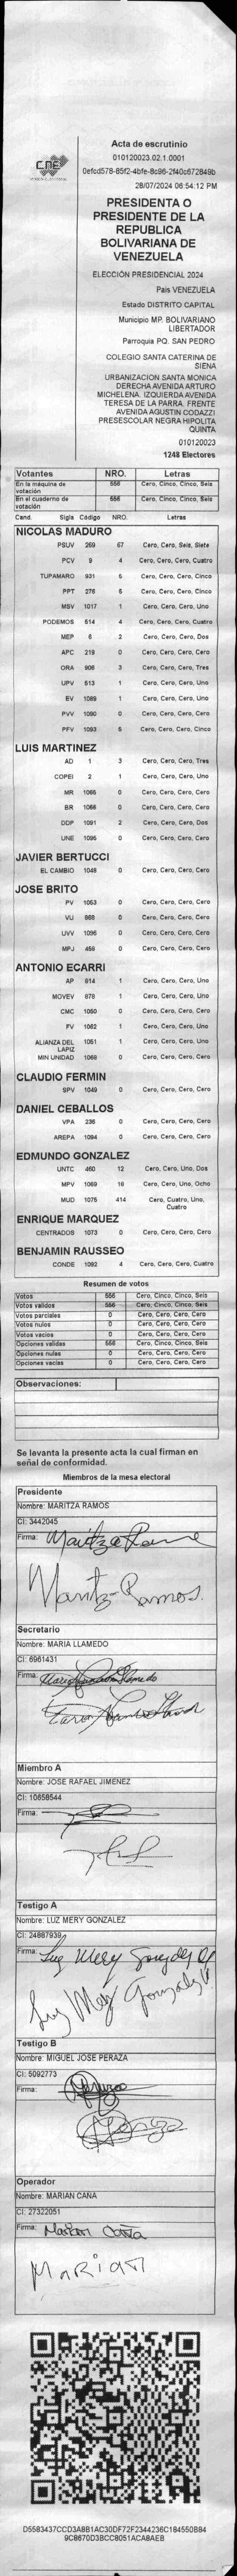 CNE
Acta de escrutinio
010120023.02.1.0001
0efcd578-85f2-4bfe-8c96-2f40c672849b
28/07/2024 06:54:12 PM
PRESIDENTA O
PRESIDENTE DE LA
REPUBLICA
BOLIVARIANA DE
VENEZUELA
ELECCIÓN PRESIDENCIAL 2024
Pais VENEZUELA
Estado DISTRITO CAPITAL
Municipio MP. BOLIVARIANO
LIBERTADOR
Parroquia PQ. SAN PEDRO
COLEGIO SANTA CATERINA DE
SIENA
URBANIZACION SANTA MONICA
DERECHA AVENIDA ARTURO
MICHELENA. IZQUIERDA AVENIDA
TERESA DE LA PARRA. FRENTE
AVENIDA AGUSTIN CODAZZI
PRESESCOLAR NEGRA HIPOLITA
QUINTA
010120023
1248 Electores
Votantes NRO. Letras
En la máquina de votación 556 Cero, Cinco, Cinco, Seis
En el cuaderno de votación 556 Cero, Cinco, Cinco, Seis
Cand. Sigla Código NRO. Letras
NICOLAS MADURO
PSUV 269 67 Cero, Cero, Seis, Siete
PCV 9 4 Cero, Cero, Cero, Cuatro
TUPAMARO 931 5 Cero, Cero, Cero, Cinco
PPT 276 5 Cero, Cero, Cero, Cinco
MSV 1017 1 Cero, Cero, Cero, Uno
PODEMOS 514 4 Cero, Cero, Cero, Cuatro
MEP 6 2 Cero, Cero, Cero, Dos
APC 219 0 Cero, Cero, Cero, Cero
ORA 906 3 Cero, Cero, Cero, Tres
UPV 513 1 Cero, Cero, Cero, Uno
EV 1089 1 Cero, Cero, Cero, Uno
PVV 1090 0 Cero, Cero, Cero, Cero
PFV 1093 5 Cero, Cero, Cero, Cinco
LUIS MARTINEZ
AD 1 3 Cero, Cero, Cero, Tres
COPEI 2 1 Cero, Cero, Cero, Uno
MR 1065 0 Cero, Cero, Cero, Cero
BR 1066 0 Cero, Cero, Cero, Cero
DDP 1091 2 Cero, Cero, Cero, Dos
UNE 1095 0 Cero, Cero, Cero, Cero
JAVIER BERTUCCI
EL CAMBIO 1048 0 Cero, Cero, Cero, Cero
JOSE BRITO
PV 1053 0 Cero, Cero, Cero, Cero
VU 868 0 Cero, Cero, Cero, Cero
UVV 1096 0 Cero, Cero, Cero, Cero
MPJ 458 0 Cero, Cero, Cero, Cero
ANTONIO ECARRI
AP 814 1 Cero, Cero, Cero, Uno
MOVEV 878 1 Cero, Cero, Cero, Uno
CMC 1050 0 Cero, Cero, Cero, Cero
FV 1062 1 Cero, Cero, Cero, Uno
ALIANZA DEL LAPIZ 1051 1 Cero, Cero, Cero, Uno
MIN UNIDAD 1068 0 Cero, Cero, Cero, Cero
CLAUDIO FERMIN
SPV 1049 0 Cero, Cero, Cero, Cero
DANIEL CEBALLOS
VPA 236 0 Cero, Cero, Cero, Cero
AREPA 1094 0 Cero, Cero, Cero, Cero
EDMUNDO GONZALEZ
UNTC 460 12 Cero, Cero, Uno, Dos
MPV 1069 18 Cero, Cero, Uno, Ocho
MUD 1075 414 Cero, Cuatro, Uno, Cuatro
ENRIQUE MARQUEZ
CENTRADOS 1073 0 Cero, Cero, Cero, Cero
BENJAMIN RAUSSEO
CONDE 1092 4 Cero, Cero, Cero, Cuatro
Resumen de votos
Votos 556 Cero, Cinco, Cinco, Seis
Votos validos 556 Cero, Cinco, Cinco, Seis
Votos parciales 0 Cero, Cero, Cero, Cero
Votos nulos 0 Cero, Cero, Cero, Cero
Votos vacios 0 Cero, Cero, Cero, Cero
Opciones validas 556 Cero, Cinco, Cinco, Seis
Opciones nulas 0 Cero, Cero, Cero, Cero
Opciones vacias 0 Cero, Cero, Cero, Cero
Observaciones:
Se levanta la presente acta la cual firman en
señal de conformidad.
Miembros de la mesa electoral
Presidente
Nombre: MARITZA RAMOS
CI: 3442045
Firma: Maritza Ramos
Maritza Ramos.
Secretario
Nombre: MARIA LLAMEDO
CI: 6961431
Firma:
Miembro A
Nombre: JOSE RAFAEL JIMENEZ
CI: 10658544
Firma:
Testigo A
Nombre: LUZ MERY GONZALEZ
CI: 24887939
Firma: Luz Mery Gonzalez
Luz Mery Gonzalez
Testigo B
Nombre: MIGUEL JOSE PERAZA
CI: 5092773
Firma: Peraza
Peraza
Operador
Nombre: MARIAN CAÑA
CI: 27322051
Firma: Marian Caña
MARIAN
D5583437CCD3A8B1AC30DF72F2344236C184550B84
9C8670D3BCC8051ACA8AEB